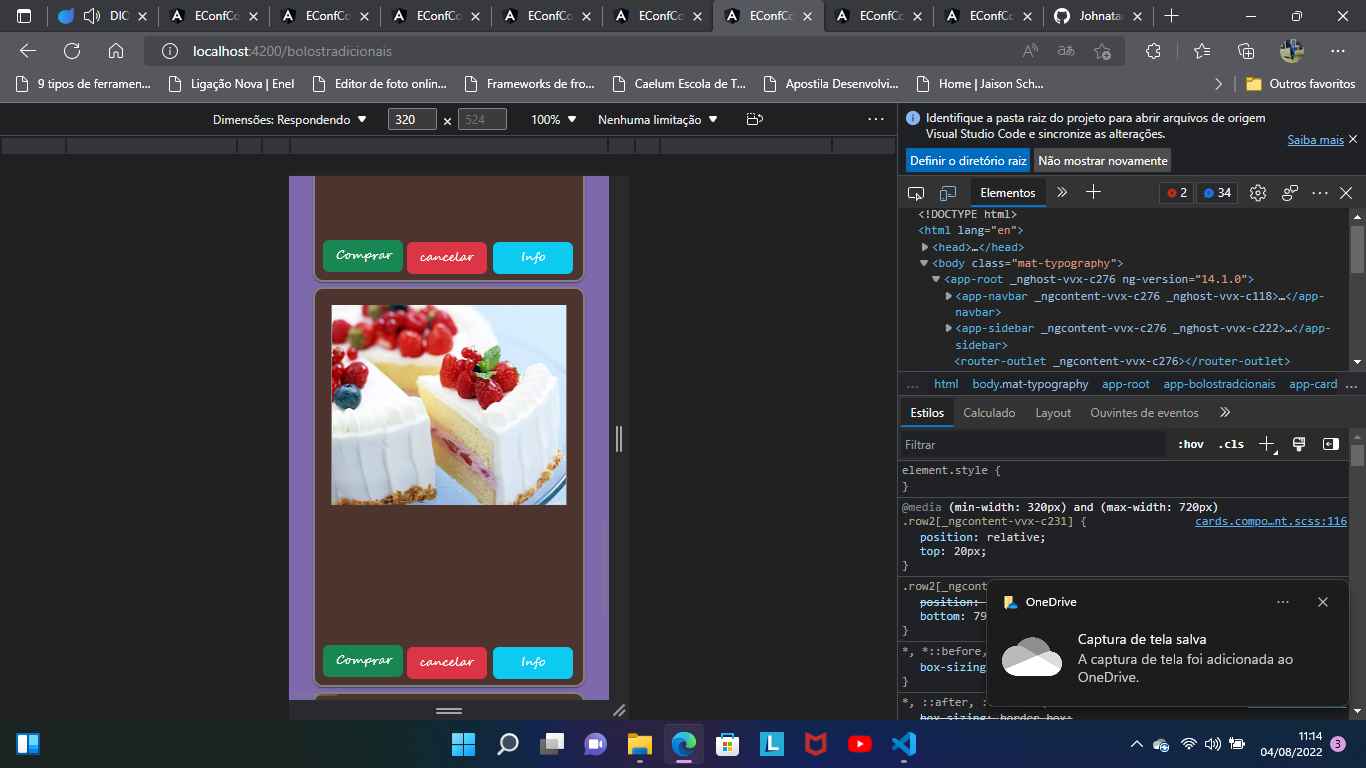 DIO
EConfCo
EConfCo
EConfCo
EConfCo
EConfCo
EConfCo
EConfCo
EConfCo
Johnatan
localhost:4200/bolostradicionais
9 tipos de ferramen...
Ligação Nova | Enel
Editor de foto onlin...
Frameworks de fro...
Caelum Escola de T...
Apostila Desenvolvi...
Home | Jaison Sch...
Outros favoritos
Dimensões: Respondendo
320
×
524
100%
Nenhuma limitação
Comprar
cancelar
Info
Comprar
cancelar
Info
Identifique a pasta raiz do projeto para abrir arquivos de origem
Visual Studio Code e sincronize as alterações.
Saiba mais
Definir o diretório raiz
Não mostrar novamente
Elementos
2
34
<!DOCTYPE html>
<html lang="en">
<head>…</head>
<body class="mat-typography">
<app-root _nghost-vvx-c276 ng-version="14.1.0">
<app-navbar _ngcontent-vvx-c276 _nghost-vvx-c118>…</app-
navbar>
<app-sidebar _ngcontent-vvx-c276 _nghost-vvx-c222>…</app-
sidebar>
<router-outlet _ngcontent-vvx-c276></router-outlet>
...
html
body.mat-typography
app-root
app-bolostradcionais
app-card
...
Estilos
Calculado
Layout
Ouvintes de eventos
Filtrar
:hov
.cls
element.style {
}
@media (min-width: 320px) and (max-width: 720px)
.row2[_ngcontent-vvx-c231] {
cards.compo…nt.scss:116
position: relative;
top: 20px;
}
.row2[_ngcont
position:
bottom: 79
}
*, *::before,
box-sizing
}
*, ::after, :
box-sizing: border-box;
OneDrive
Captura de tela salva
A captura de tela foi adicionada ao
OneDrive.
11:14
04/08/2022
3